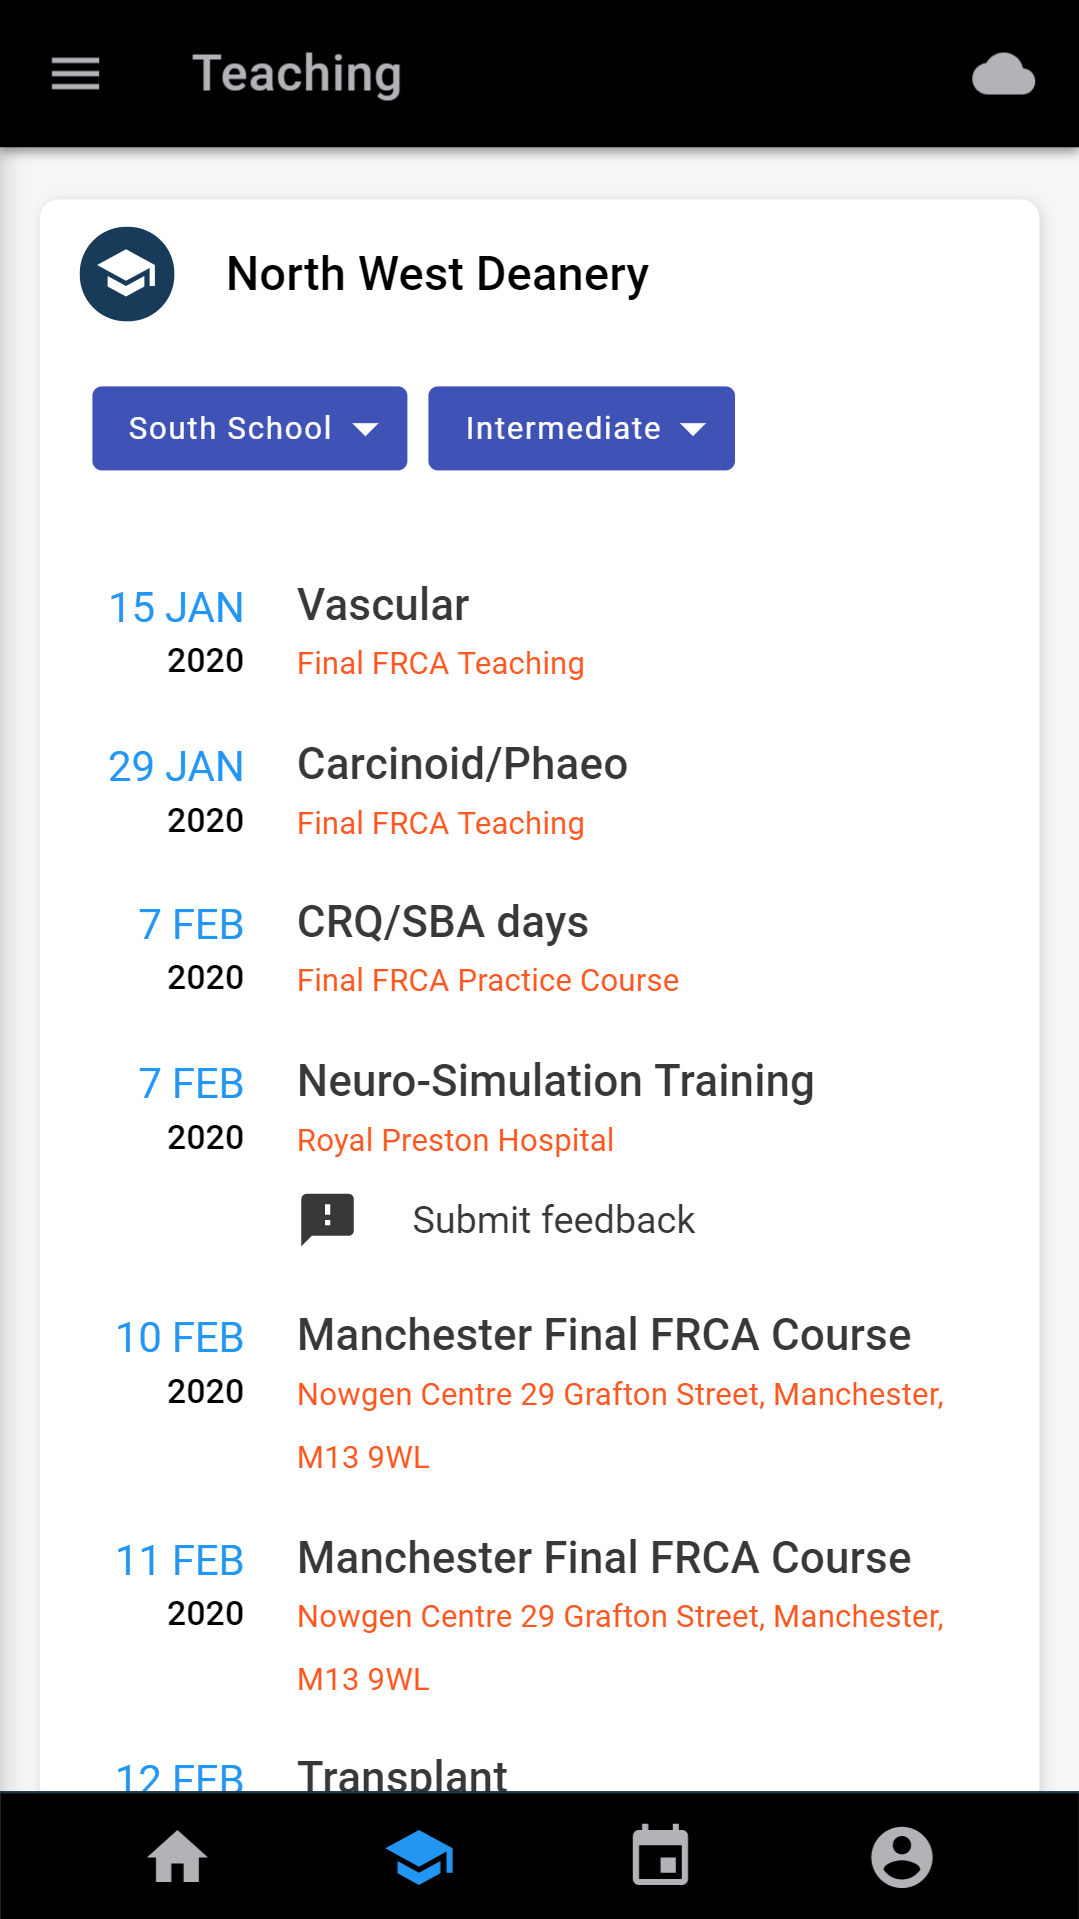 Teaching
North West Deanery
South School
Intermediate
15 JAN
2020
Vascular
Final FRCA Teaching
29 JAN
2020
Carcinoid/Phaeo
Final FRCA Teaching
7 FEB
2020
CRQ/SBA days
Final FRCA Practice Course
7 FEB
2020
Neuro-Simulation Training
Royal Preston Hospital
Submit feedback
10 FEB
2020
Manchester Final FRCA Course
Nowgen Centre 29 Grafton Street, Manchester,
M13 9WL
11 FEB
2020
Manchester Final FRCA Course
Nowgen Centre 29 Grafton Street, Manchester,
M13 9WL
12 FEB
Transplant